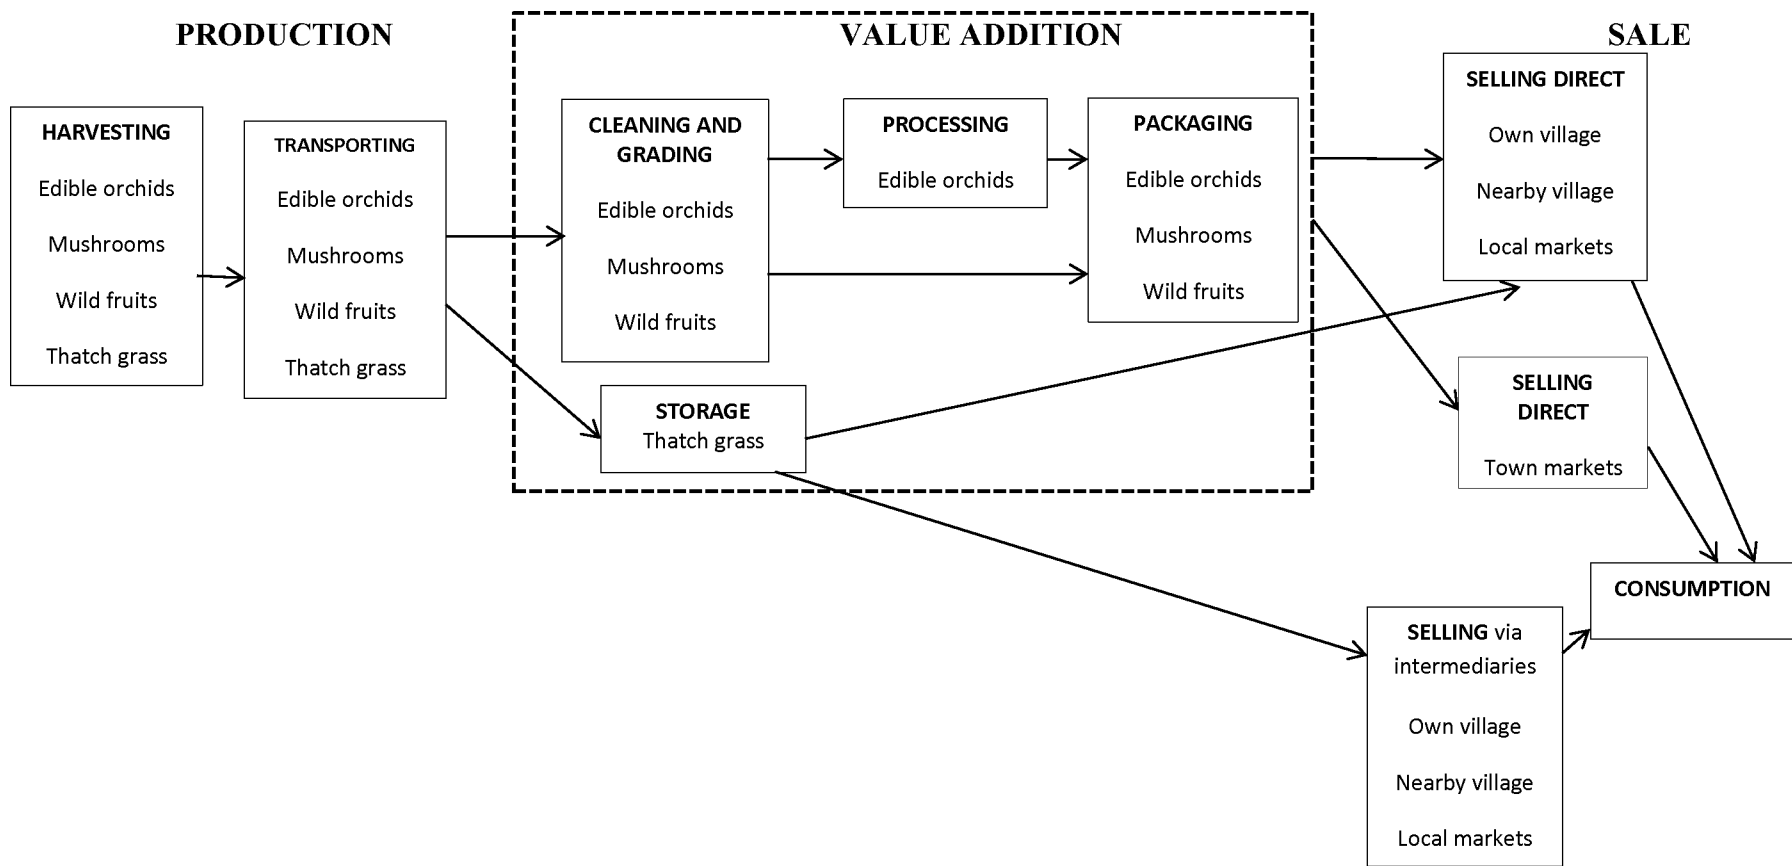 PRODUCTION
VALUE ADDITION
SALE
HARVESTING
Edible orchids
Mushrooms
Wild fruits
Thatch grass
TRANSPORTING
Edible orchids
Mushrooms
Wild fruits
Thatch grass
CLEANING AND
GRADING
Edible orchids
Mushrooms
Wild fruits
PROCESSING
Edible orchids
PACKAGING
Edible orchids
Mushrooms
Wild fruits
STORAGE
Thatch grass
SELLING DIRECT
Own village
Nearby village
Local markets
SELLING
DIRECT
Town markets
CONSUMPTION
SELLING via
intermediaries
Own village
Nearby village
Local markets